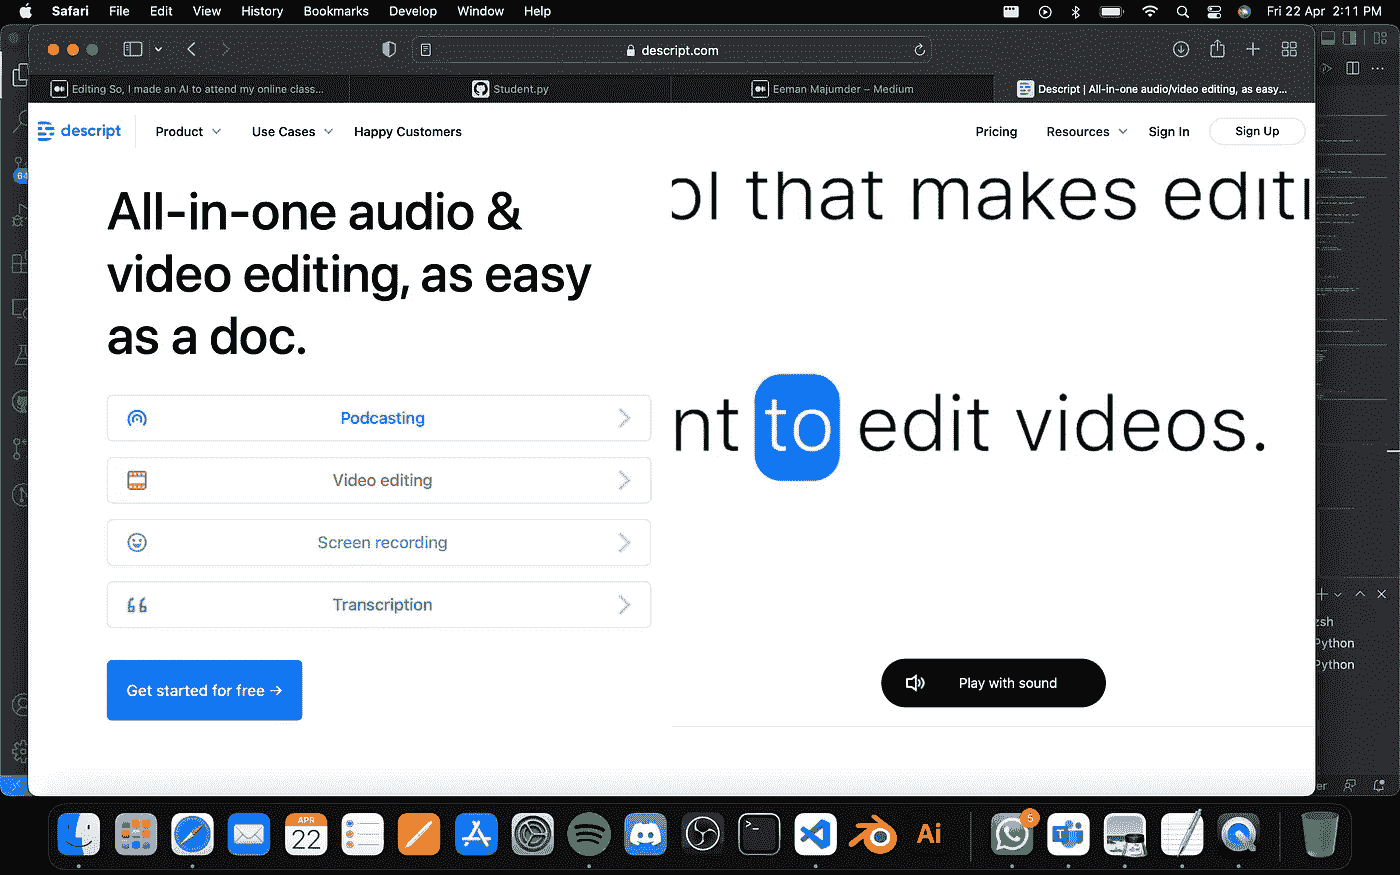 Safari File Edit View History Bookmarks Develop Window Help Fri 22 Apr 2:11 PM
descript.com
Editing So, I made an AI to attend my online class...
Student.py
Eeman Majumder – Medium
Descript | All-in-one audio/video editing, as easy...
descript Product Use Cases Happy Customers Pricing Resources Sign In Sign Up
All-in-one audio &
video editing, as easy
as a doc.
Podcasting
Video editing
Screen recording
Transcription
Get started for free →
ol that makes editi
nt to edit videos.
Play with sound
64
zsh
Python
Python
er
APR
22
Ai
5